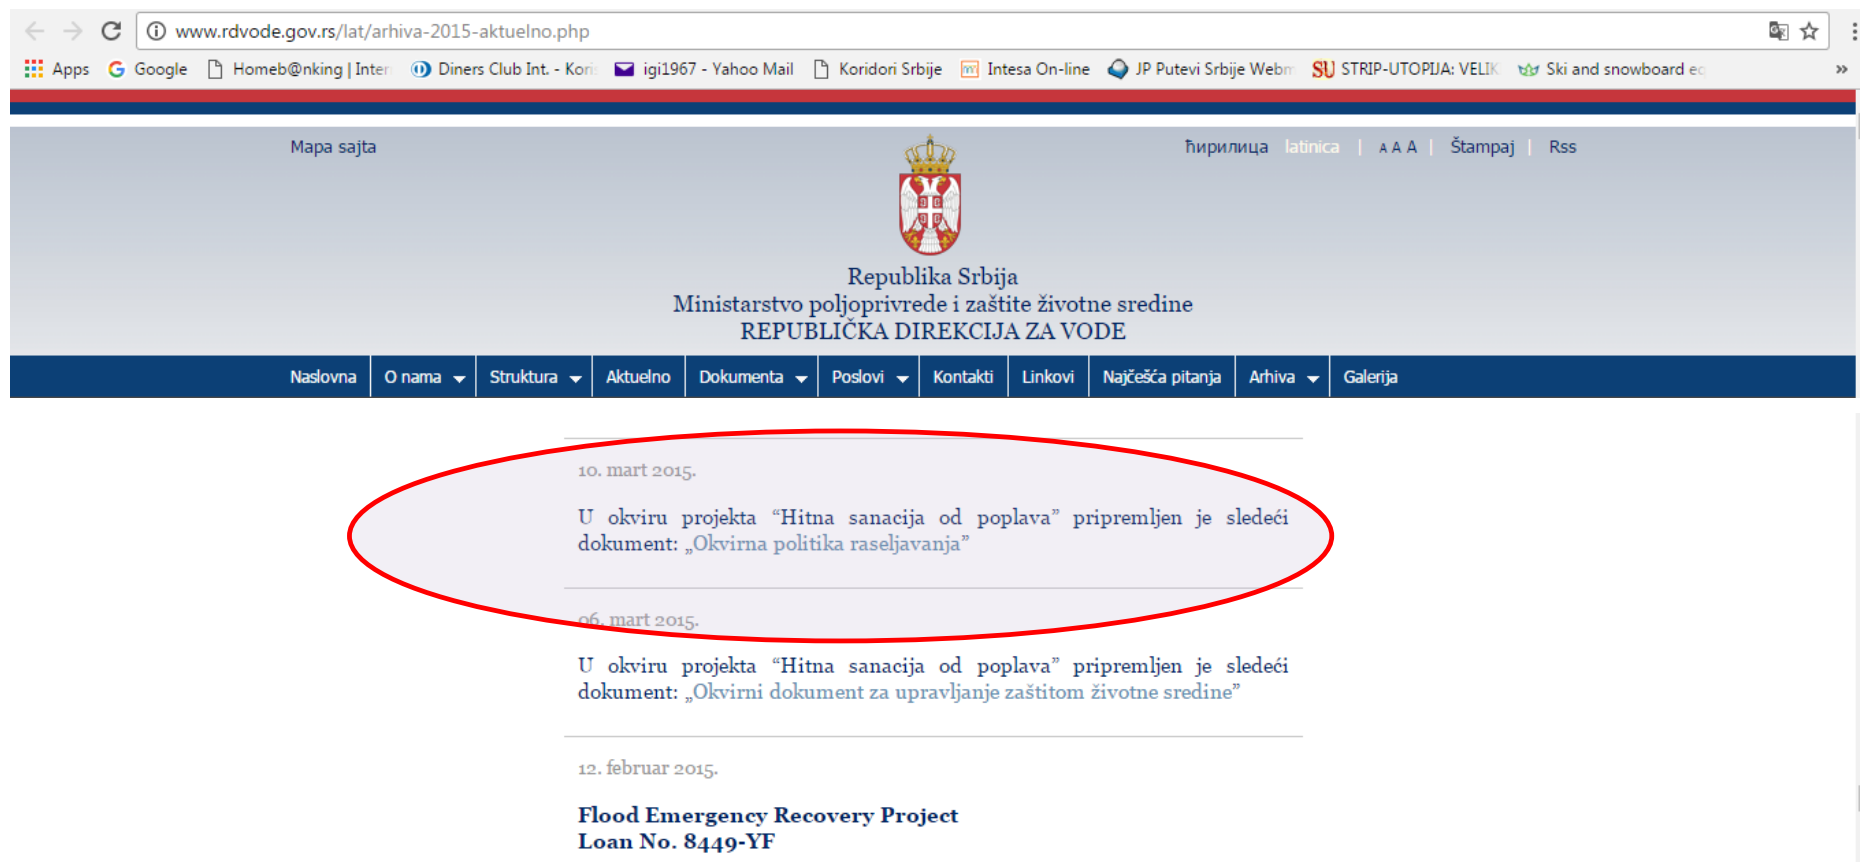 www.rdvode.gov.rs/lat/arhiva-2015-aktuelno.php
Apps Google Homeb@nking | Inter Diners Club Int. - Kori igi1967 - Yahoo Mail Koridori Srbije Intesa On-line JP Putevi Srbije Webm SU STRIP-UTOPIJA: VELIK Ski and snowboard eq »
Mapa sajta ћирилица latinica | A A A | Štampaj | Rss
Republika Srbija
Ministarstvo poljoprivrede i zaštite životne sredine
REPUBLIČKA DIREKCIJA ZA VODE
Naslovna O nama Struktura Aktuelno Dokumenta Poslovi Kontakti Linkovi Najčešća pitanja Arhiva Galerija
10. mart 2015.
U okviru projekta “Hitna sanacija od poplava” pripremljen je sledeći
dokument: „Okvirna politika raseljavanja”
06. mart 2015.
U okviru projekta “Hitna sanacija od poplava” pripremljen je sledeći
dokument: „Okvirni dokument za upravljanje zaštitom životne sredine”
12. februar 2015.
Flood Emergency Recovery Project
Loan No. 8449-YF